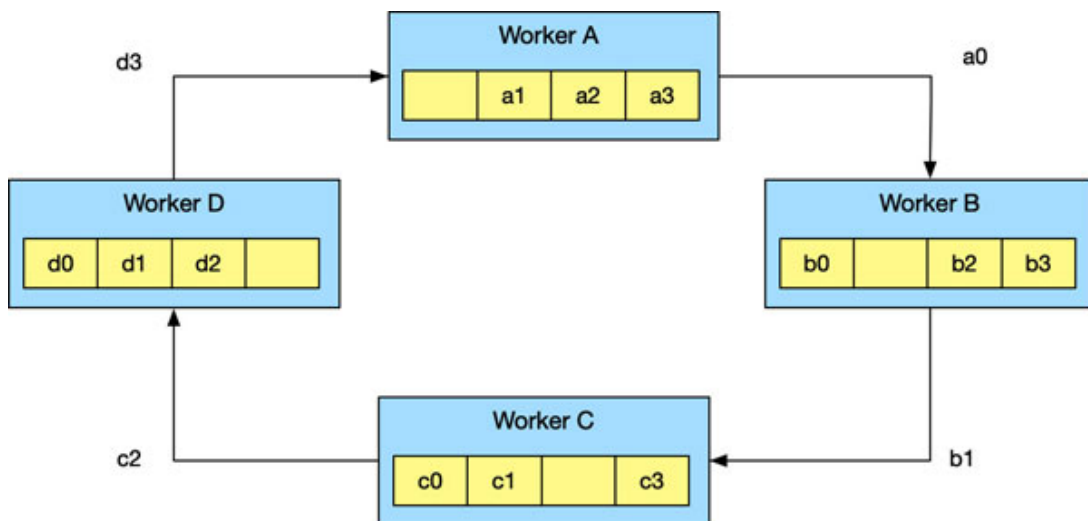 Worker A
d3
a0
a1 a2 a3
Worker D
Worker B
d0 d1 d2
b0 b2 b3
Worker C
c2
b1
c0 c1 c3